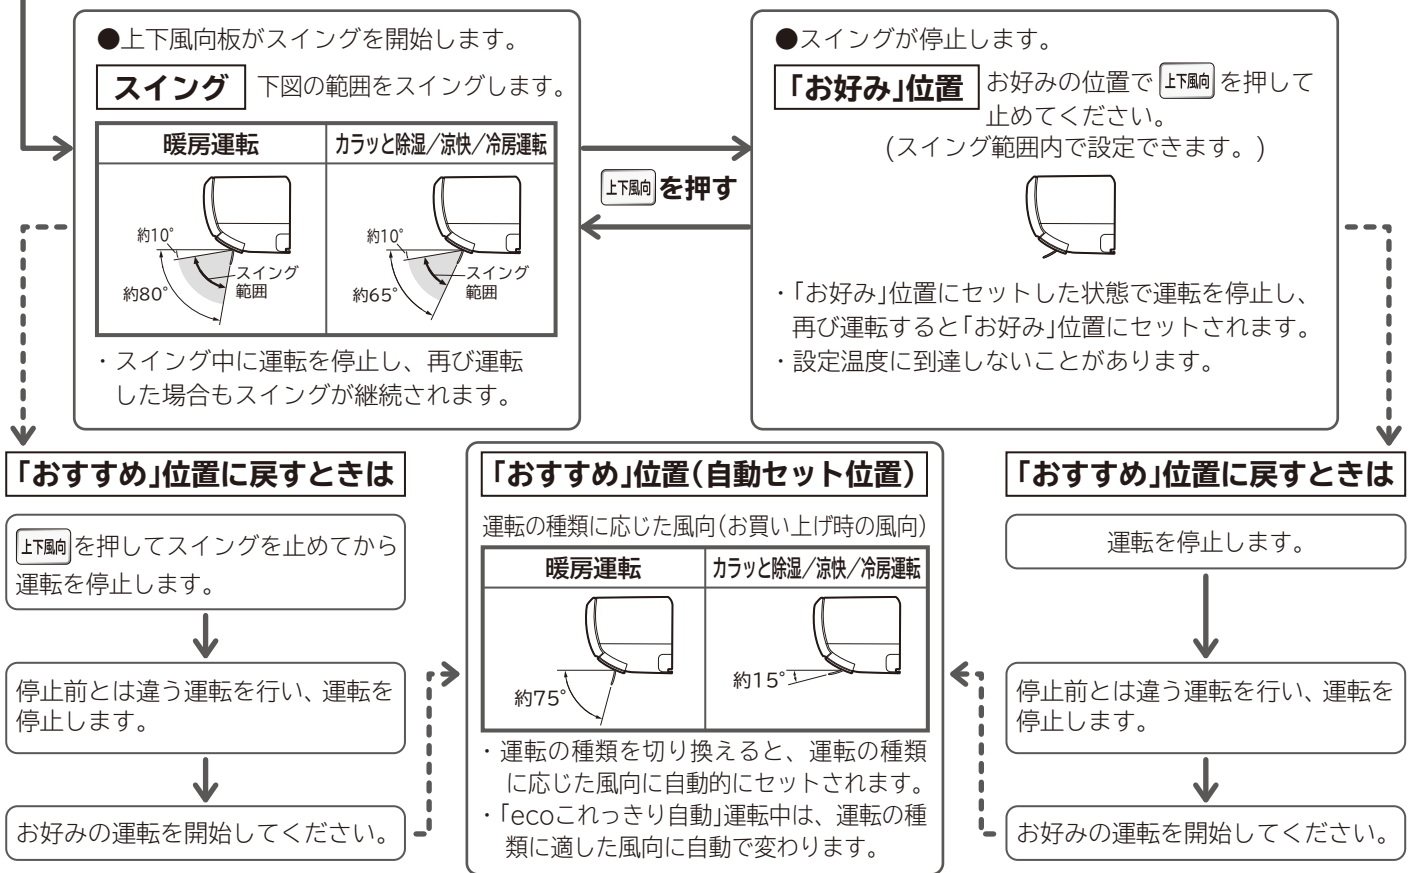 ●上下風向板がスイングを開始します。
スイング 下図の範囲をスイングします。
暖房運転 カラッと除湿／涼快／冷房運転
約10°
スイング
範囲
約80°
約10°
スイング
範囲
約65°
・スイング中に運転を停止し、再び運転
した場合もスイングが継続されます。
上下風向を押す
●スイングが停止します。
「お好み」位置 お好みの位置で上下風向を押して
止めてください。
(スイング範囲内で設定できます。)
・「お好み」位置にセットした状態で運転を停止し、
再び運転すると「お好み」位置にセットされます。
・設定温度に到達しないことがあります。
「おすすめ」位置に戻すときは
上下風向を押してスイングを止めてから
運転を停止します。
停止前とは違う運転を行い、運転を
停止します。
お好みの運転を開始してください。
「おすすめ」位置(自動セット位置)
運転の種類に応じた風向(お買い上げ時の風向)
暖房運転 カラッと除湿／涼快／冷房運転
約75°
約15°
・運転の種類を切り換えると、運転の種類
に応じた風向に自動的にセットされます。
・「ecoこれっきり自動」運転中は、運転の種
類に適した風向に自動で変わります。
「おすすめ」位置に戻すときは
運転を停止します。
停止前とは違う運転を行い、運転を
停止します。
お好みの運転を開始してください。